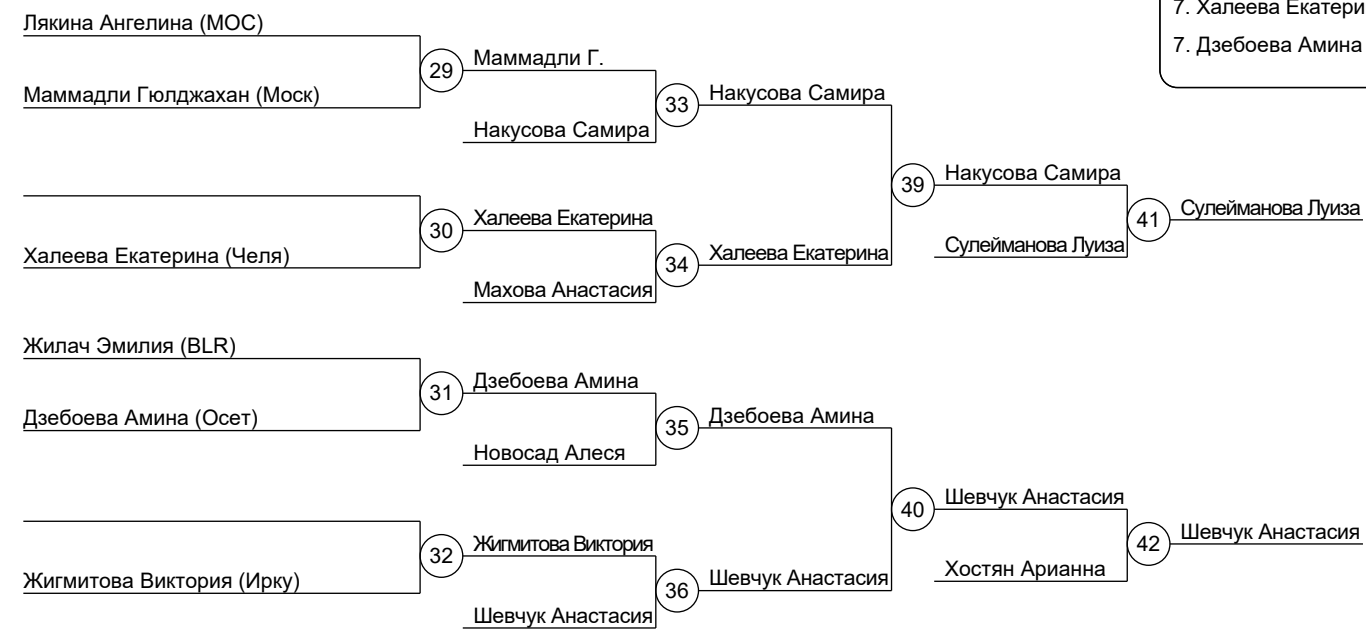 7. Халеева Екатери
7. Дзебоева Амина
Лякина Ангелина (МОС)
29
Маммадли Г.
Маммадли Гюлджахан (Моск)
33
Накусова Самира
Накусова Самира
39
Накусова Самира
30
Халеева Екатерина
41
Сулейманова Луиза
Халеева Екатерина (Челя)
34
Халеева Екатерина
Сулейманова Луиза
Махова Анастасия
Жилач Эмилия (BLR)
31
Дзебоева Амина
Дзебоева Амина (Осет)
35
Дзебоева Амина
Новосад Алеся
40
Шевчук Анастасия
32
Жигмитова Виктория
42
Шевчук Анастасия
Жигмитова Виктория (Ирку)
36
Шевчук Анастасия
Хостян Арианна
Шевчук Анастасия